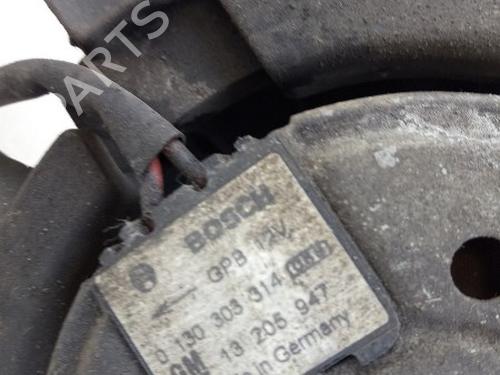 PARTS
BOSCH
GPB 12V
0 130 303 314
GM 13 205 947
in Germany